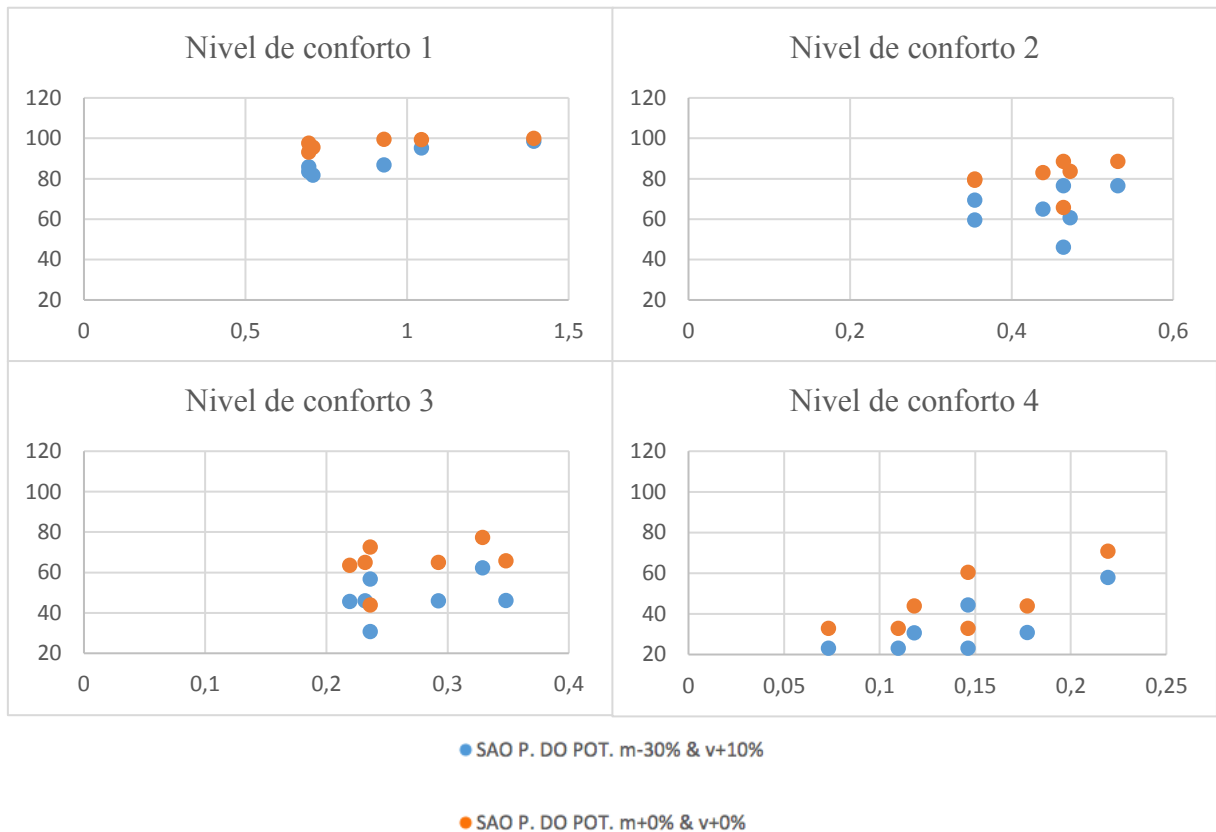 Nivel de conforto 1
120
100
80
60
40
20
0 0,5 1 1,5
Nivel de conforto 2
120
100
80
60
40
20
0 0,2 0,4 0,6
Nivel de conforto 3
120
100
80
60
40
20
0 0,1 0,2 0,3 0,4
Nivel de conforto 4
120
100
80
60
40
20
0 0,05 0,1 0,15 0,2 0,25
SAO P. DO POT. m-30% & v+10%
SAO P. DO POT. m+0% & v+0%